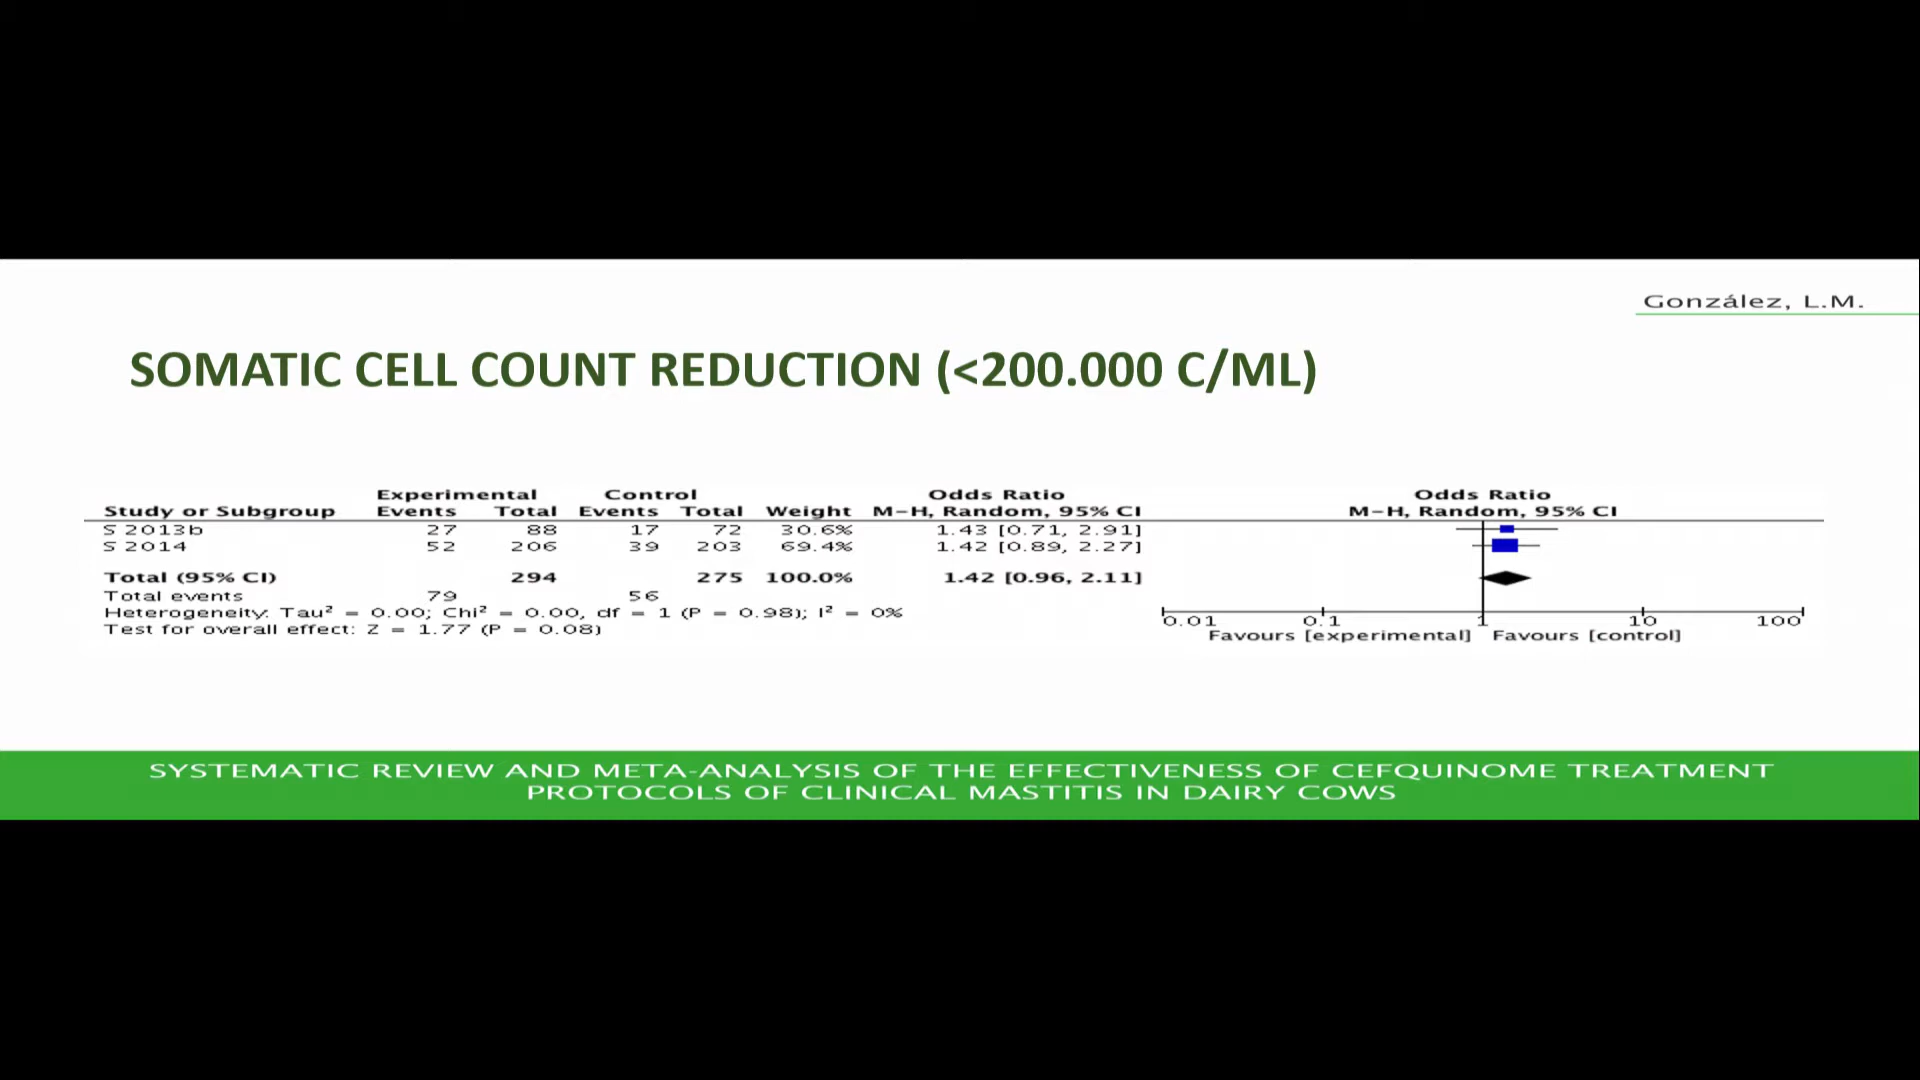 González, L.M.
SOMATIC CELL COUNT REDUCTION (<200.000 C/ML)
Experimental Control Odds Ratio Odds Ratio
Study or Subgroup Events Total Events Total Weight M-H, Random, 95% CI M-H, Random, 95% CI
S 2013b 27 88 17 72 30.6% 1.43 [0.71, 2.91]
S 2014 52 206 39 203 69.4% 1.42 [0.89, 2.27]
Total (95% CI) 294 275 100.0% 1.42 [0.96, 2.11]
Total events 79 56
Heterogeneity: Tau² = 0.00; Chi² = 0.00, df = 1 (P = 0.98); I² = 0%
Test for overall effect: Z = 1.77 (P = 0.08)
0.01 0.1 1 10 100
Favours [experimental] Favours [control]
SYSTEMATIC REVIEW AND META-ANALYSIS OF THE EFFECTIVENESS OF CEFQUINOME TREATMENT
PROTOCOLS OF CLINICAL MASTITIS IN DAIRY COWS